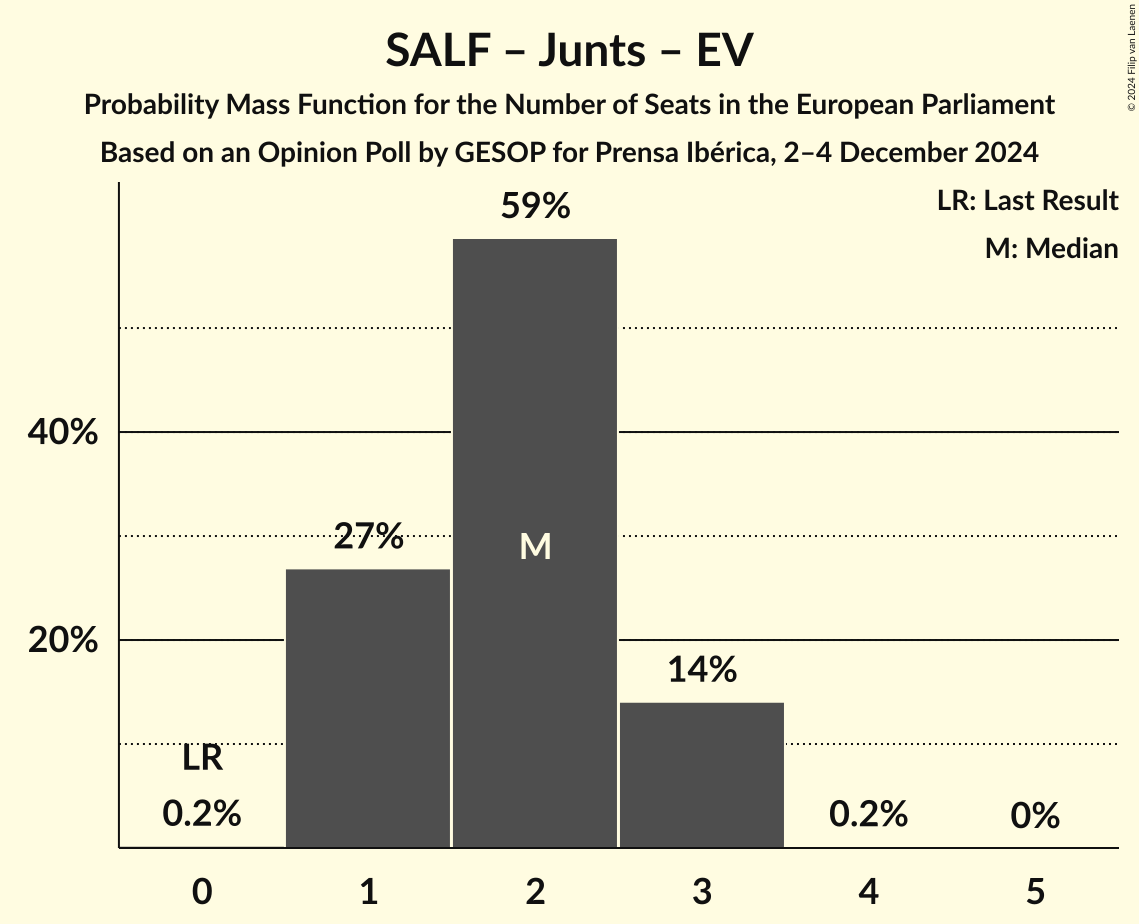 SALF – Junts – EV
Probability Mass Function for the Number of Seats in the European Parliament
Based on an Opinion Poll by GESOP for Prensa Ibérica, 2–4 December 2024
© 2024 Filip van Laenen
LR: Last Result
M: Median
59%
40%
27%
M
20%
14%
LR
0.2%
0.2%
0%
0 1 2 3 4 5